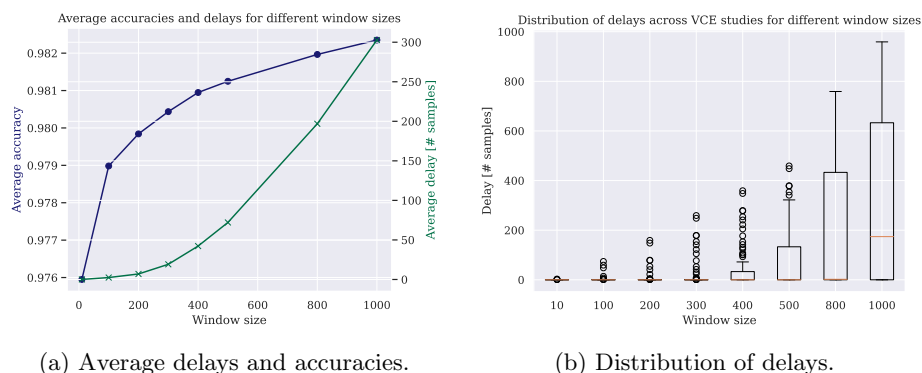 Average accuracies and delays for different window sizes
0.982
0.981
0.980
0.979
0.978
0.977
0.976
Average accuracy
300
250
200
150
100
50
0
Average delay [# samples]
0 200 400 600 800 1000
Window size
(a) Average delays and accuracies.
Distribution of delays across VCE studies for different window sizes
1000
800
600
400
200
0
Delay [# samples]
10 100 200 300 400 500 800 1000
Window size
(b) Distribution of delays.